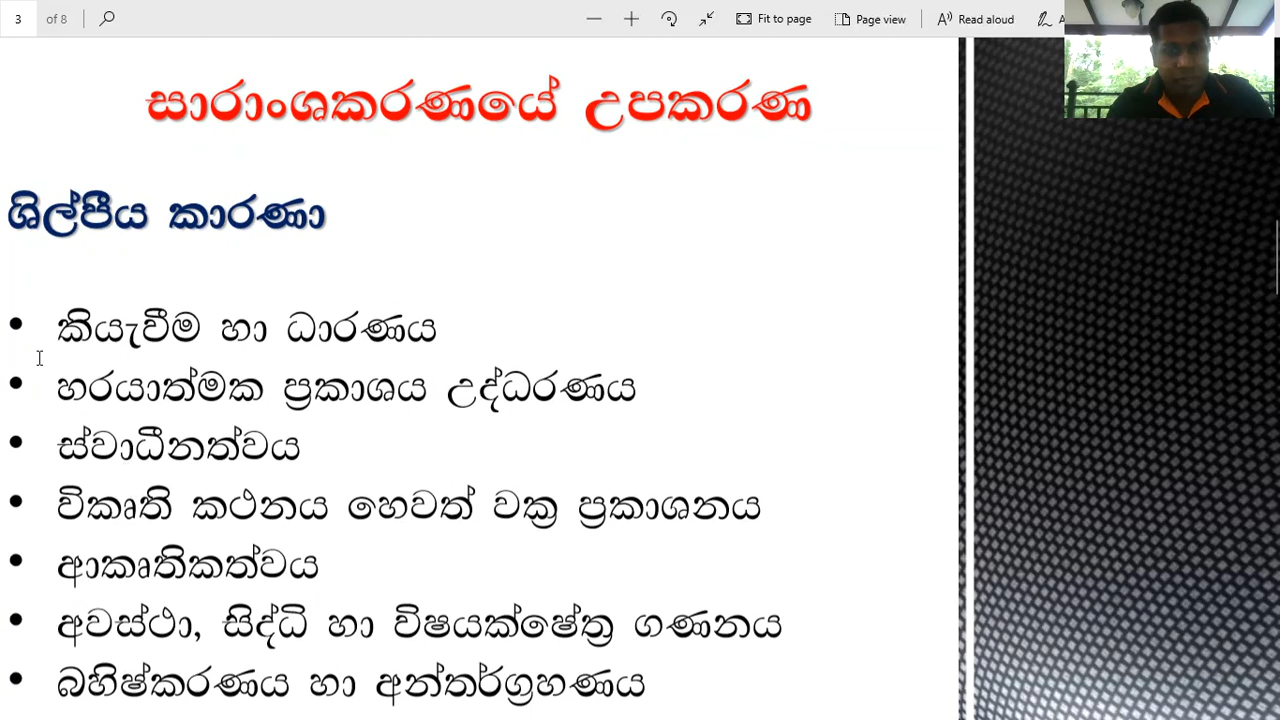 3 of 8 Fit to page Page view Read aloud
සාරාංශකරණයේ උපකරණ
ශිල්පීය කාරණා
• කියැවීම හා ධාරණය
• හරයාත්මක ප්‍රකාශය උද්ධරණය
• ස්වාධීනත්වය
• විකෘති කථනය හෙවත් වක්‍ර ප්‍රකාශනය
• ආකෘතිකත්වය
• අවස්ථා, සිද්ධි හා විෂයක්ෂේත්‍ර ගණනය
• බහිෂ්කරණය හා අන්තර්ග්‍රහණය